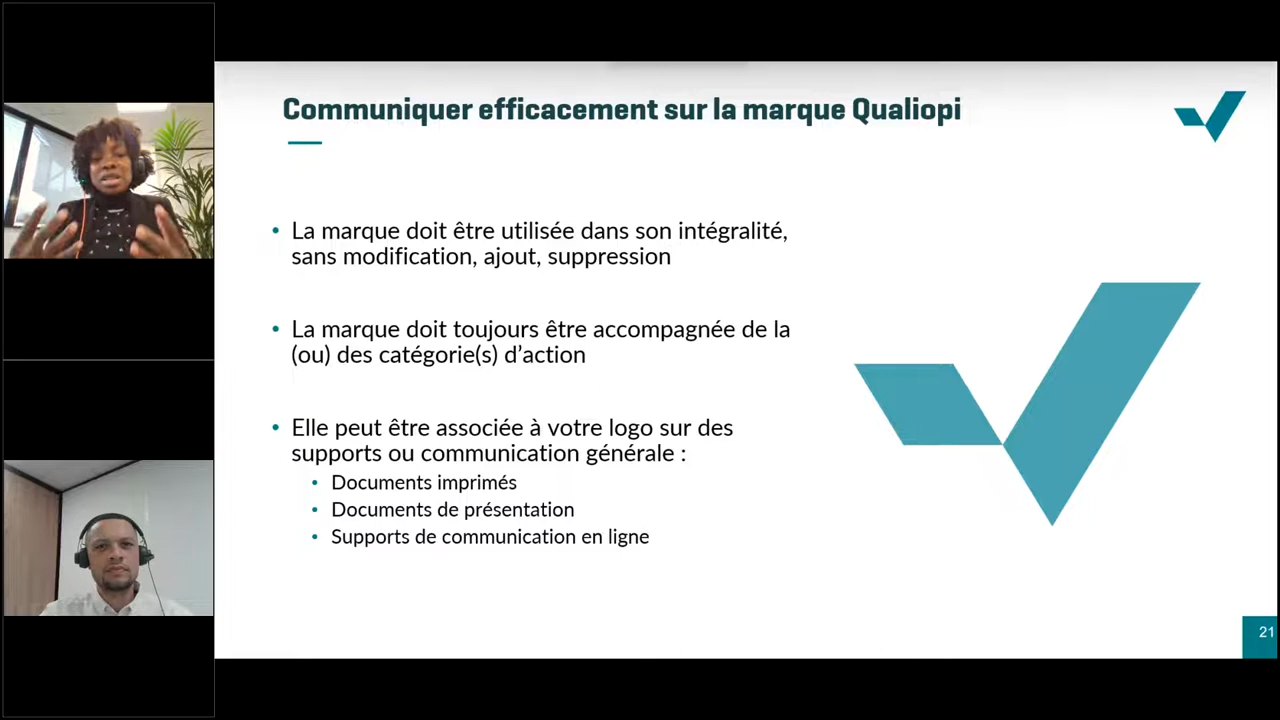 Communiquer efficacement sur la marque Qualiopi
• La marque doit être utilisée dans son intégralité,
sans modification, ajout, suppression
• La marque doit toujours être accompagnée de la
(ou) des catégorie(s) d’action
• Elle peut être associée à votre logo sur des
supports ou communication générale :
• Documents imprimés
• Documents de présentation
• Supports de communication en ligne
21